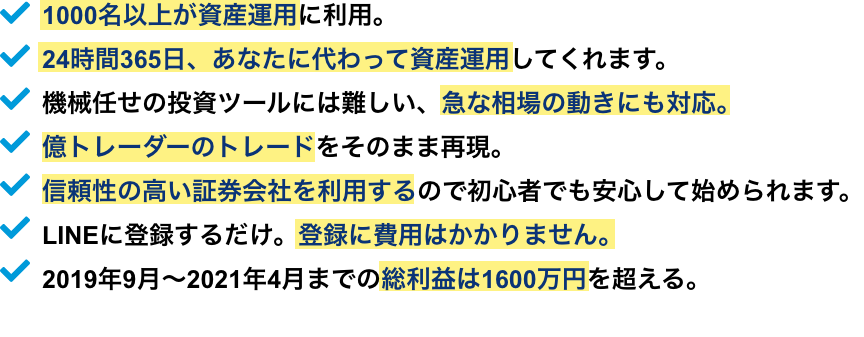 1000名以上が資産運用に利用。
24時間365日、あなたに代わって資産運用してくれます。
機械任せの投資ツールには難しい、急な相場の動きにも対応。
億トレーダーのトレードをそのまま再現。
信頼性の高い証券会社を利用するので初心者でも安心して始められます。
LINEに登録するだけ。登録に費用はかかりません。
2019年9月〜2021年4月までの総利益は1600万円を超える。